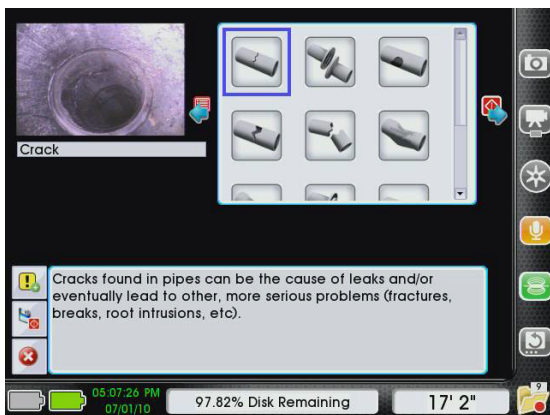 Crack
Cracks found in pipes can be the cause of leaks and/or
eventually lead to other, more serious problems (fractures,
breaks, root intrusions, etc).
05:07:26 PM
07/01/10
97.82% Disk Remaining
17' 2"
9